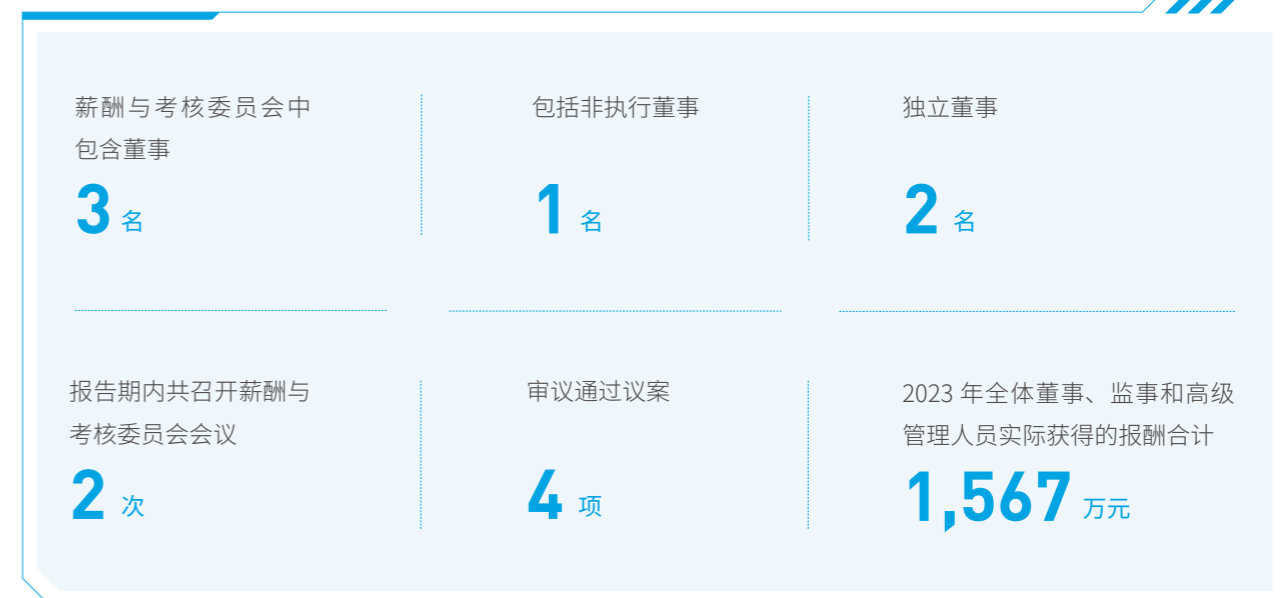 薪酬与考核委员会中
包含董事
3 名
包括非执行董事
1 名
独立董事
2 名
报告期内共召开薪酬与
考核委员会会议
2 次
审议通过议案
4 项
2023 年全体董事、监事和高级
管理人员实际获得的报酬合计
1,567 万元